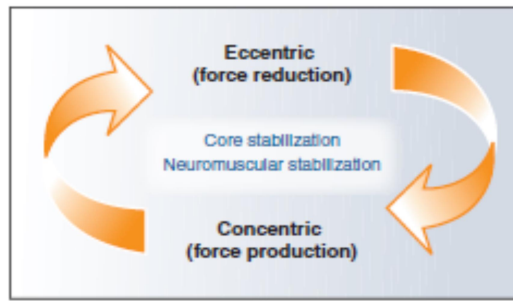 Eccentric
(force reduction)
Core stabilization
Neuromuscular stabilization
Concentric
(force production)